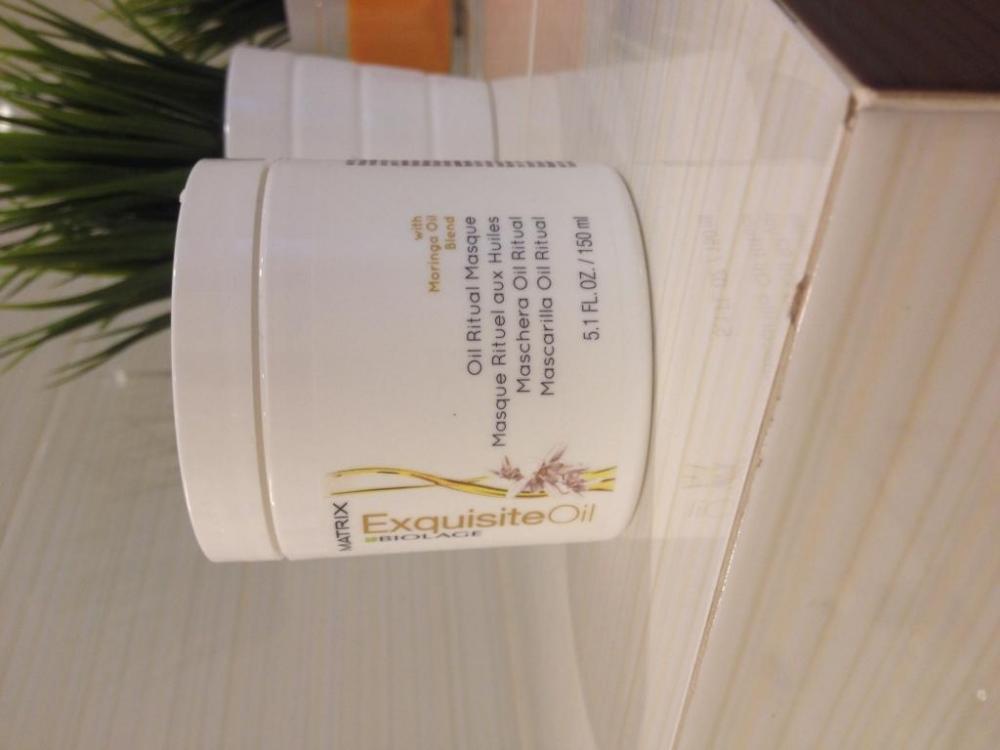 MATRIX
BIOLAGE
ExquisiteOil
with
Moringa Oil
Blend
Oil Ritual Masque
Masque Rituel aux Huiles
Maschera Oil Ritual
Mascarilla Oil Ritual
5.1 FL. OZ. / 150 ml